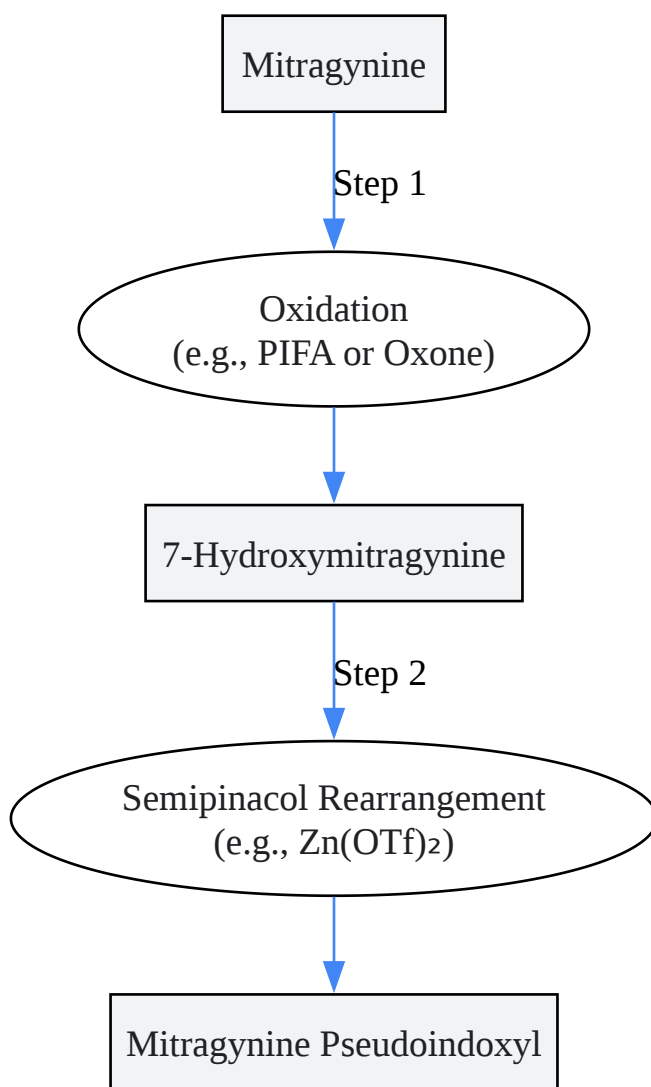 Mitragynine
Step 1
Oxidation
(e.g., PIFA or Oxone)
7-Hydroxymitragynine
Step 2
Semipinacol Rearrangement
(e.g., Zn(OTf)₂)
Mitragynine Pseudoindoxyl